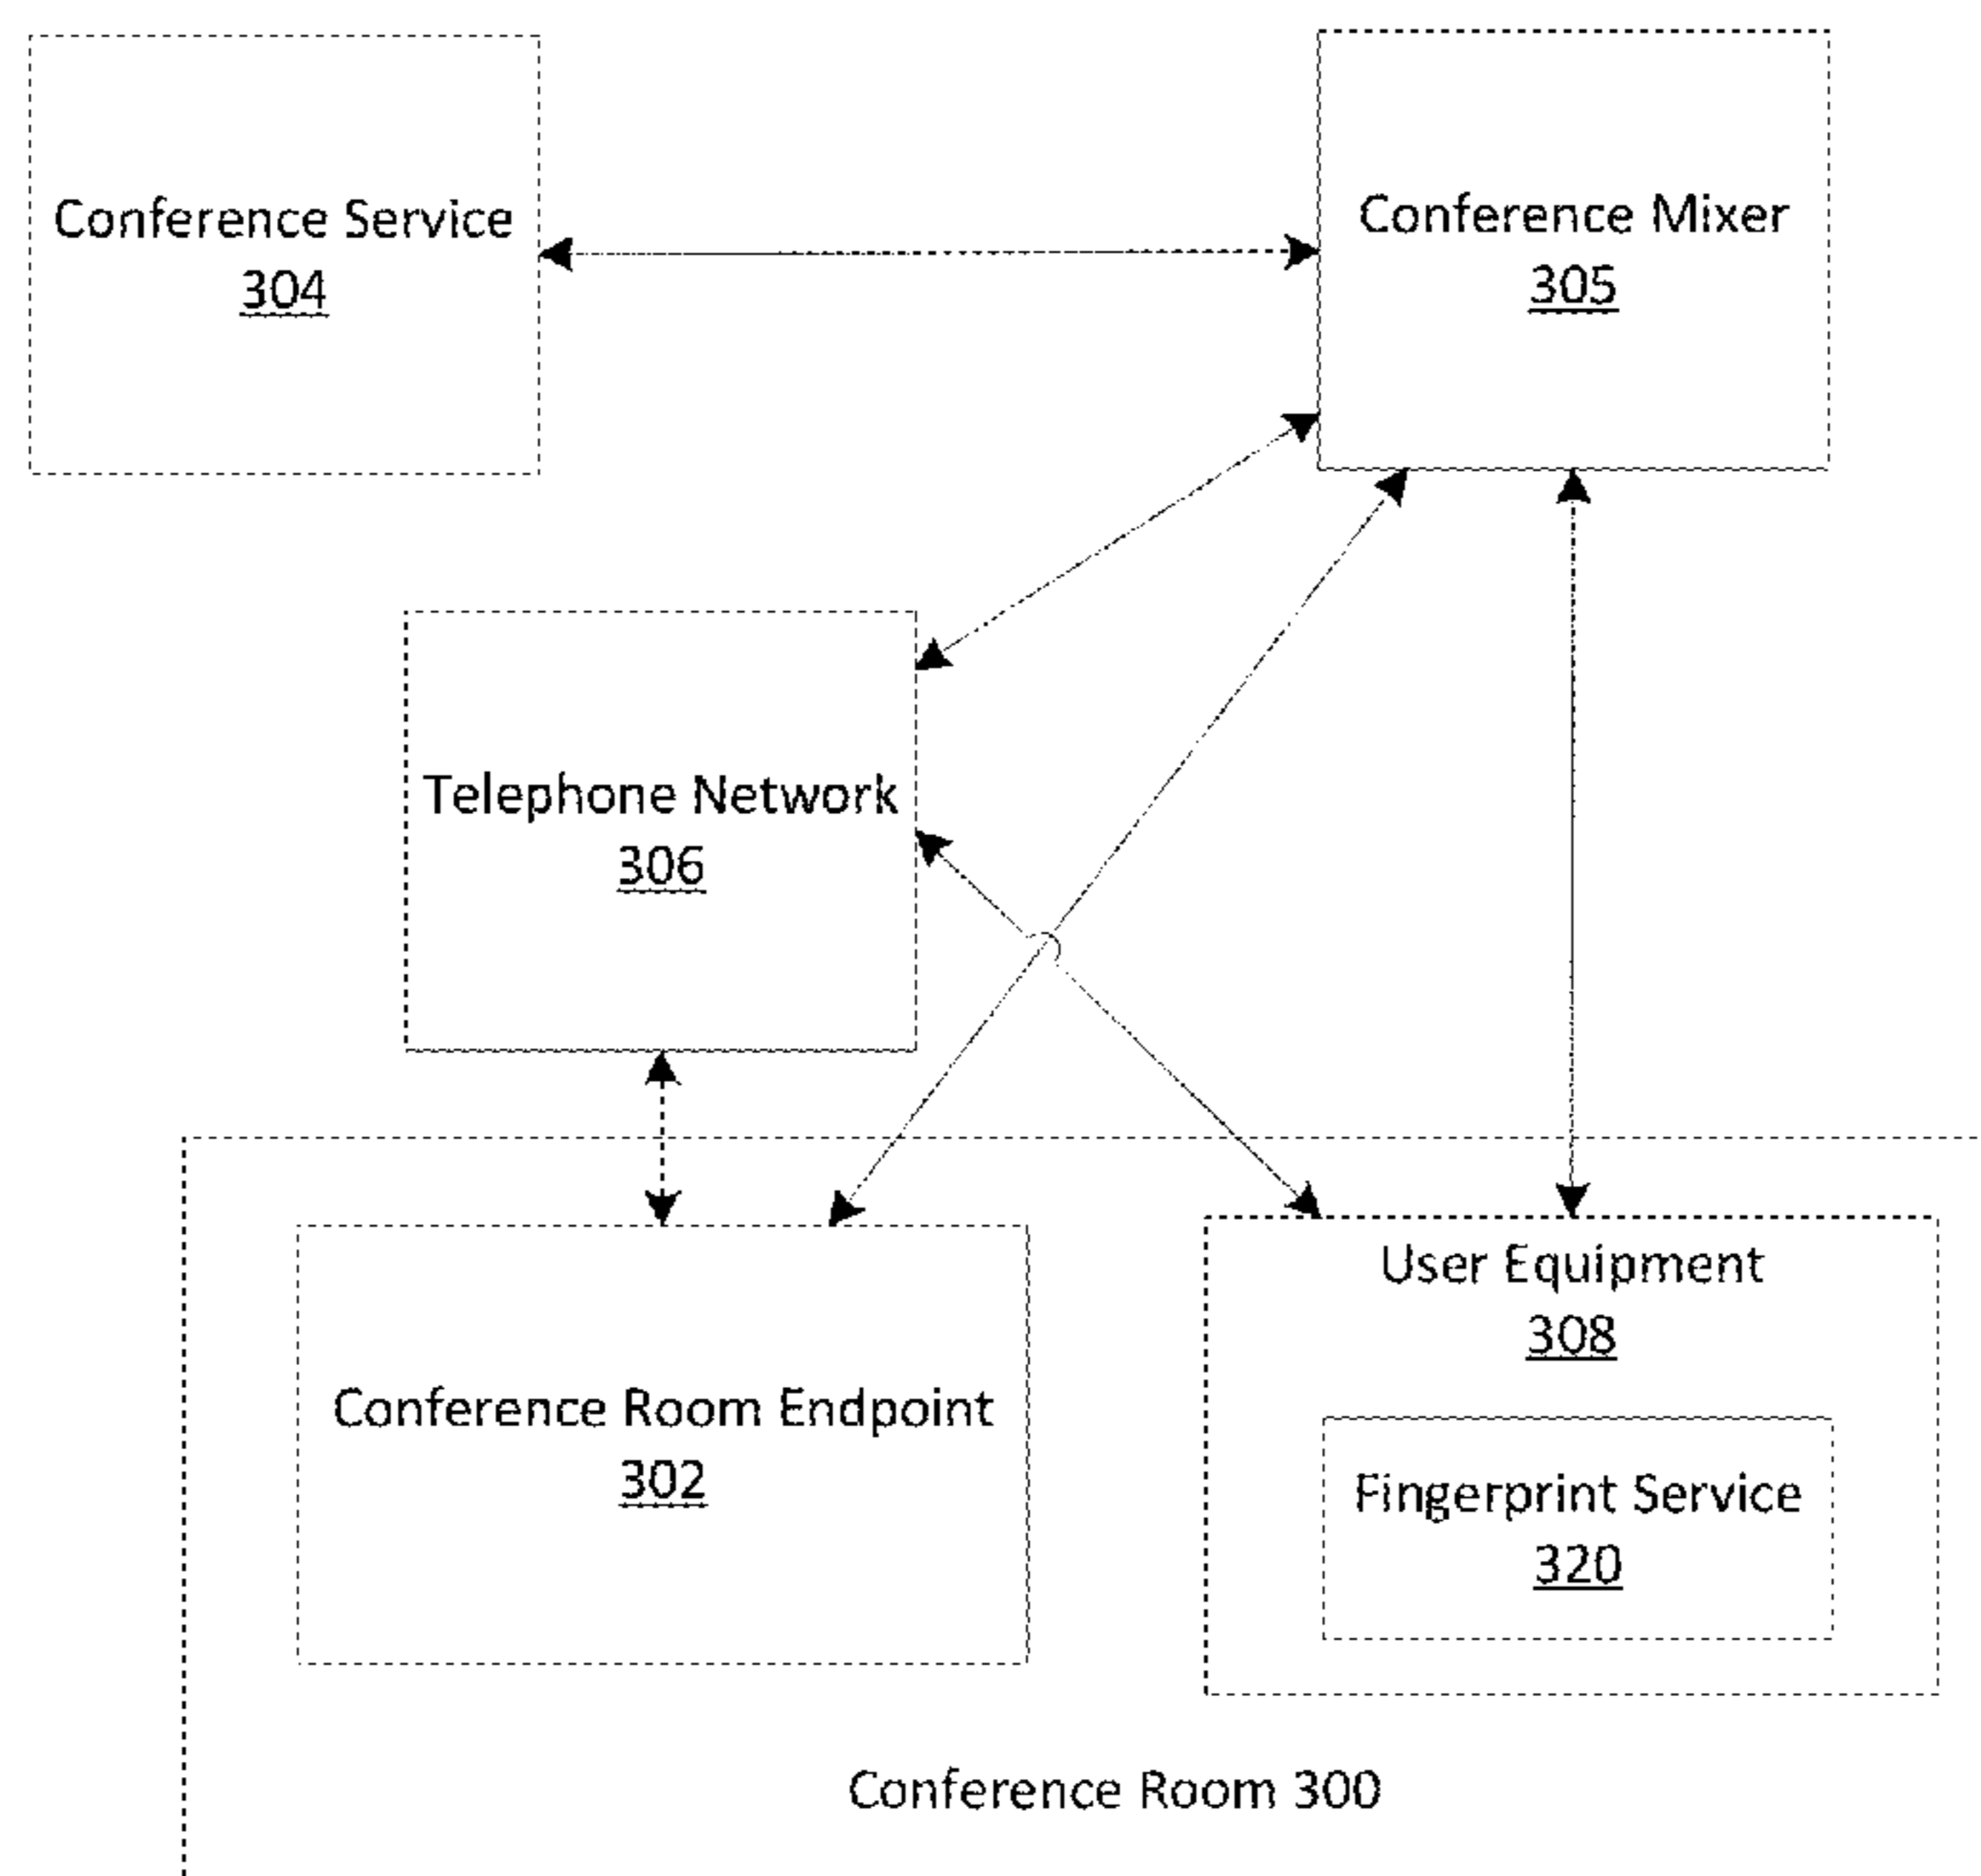 Conference Service
304
Conference Mixer
305
Telephone Network
306
Conference Room Endpoint
302
User Equipment
308
Fingerprint Service
320
Conference Room 300